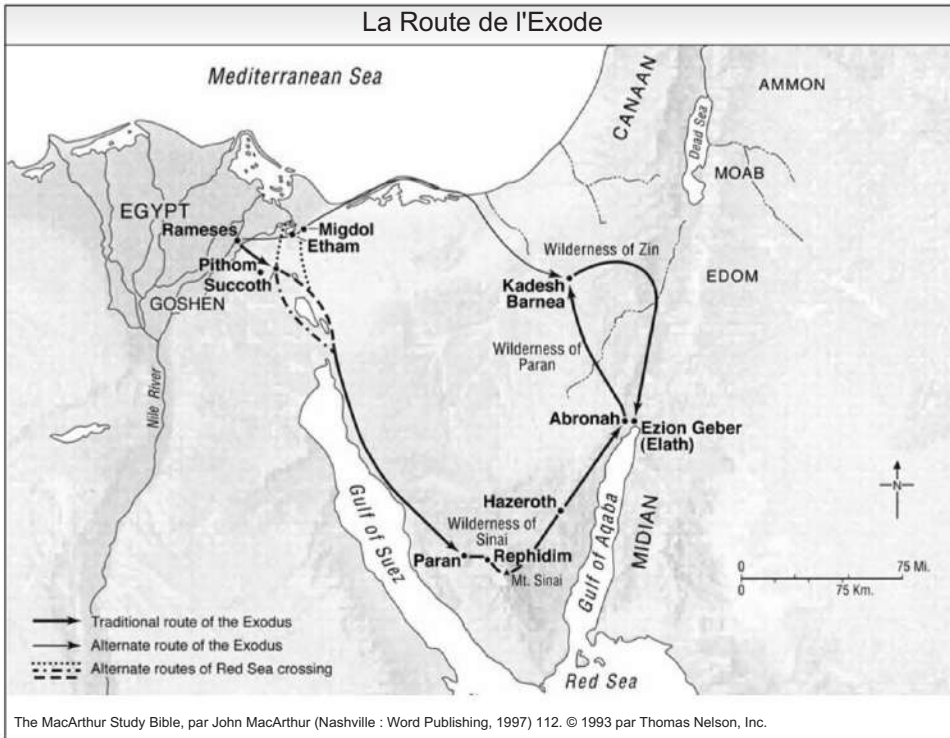 La Route de l'Exode
Mediterranean Sea
CANAAN
AMMON
Dead Sea
MOAB
EGYPT
Rameses
Migdol
Etham
Wilderness of Zin
Pithom
Succoth
Kadesh
Barnea
EDOM
GOSHEN
Wilderness of
Paran
Nile River
Abronah
Ezion Geber
(Elath)
N
Hazeroth
Gulf of Suez
Wilderness of
Sinai
Gulf of Aqaba
MIDIAN
Paran
Rephidim
Mt. Sinai
0 75 Mi.
0 75 Km.
Traditional route of the Exodus
Alternate route of the Exodus
Alternate routes of Red Sea crossing
Red Sea
The MacArthur Study Bible, par John MacArthur (Nashville : Word Publishing, 1997) 112. © 1993 par Thomas Nelson, Inc.